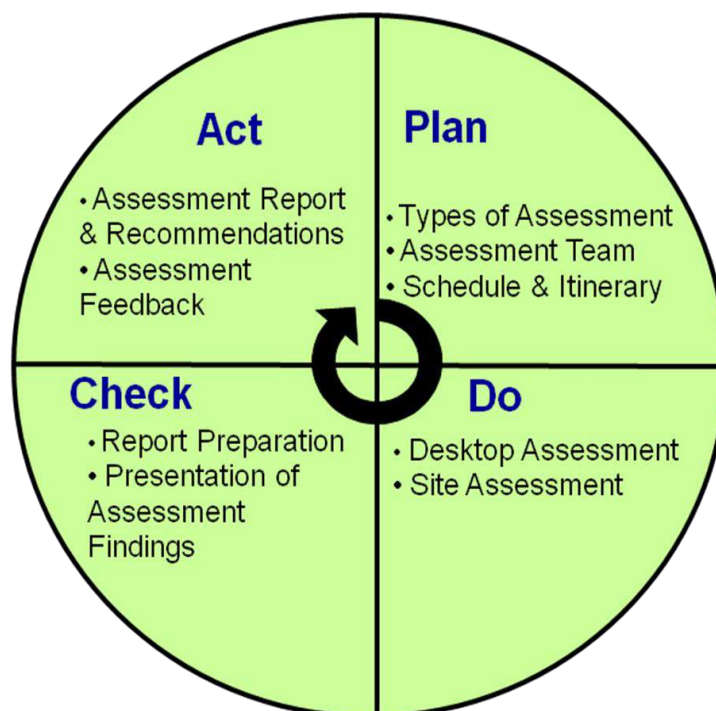 Act
• Assessment Report
& Recommendations
• Assessment
Feedback
Plan
• Types of Assessment
• Assessment Team
• Schedule & Itinerary
Check
• Report Preparation
• Presentation of
Assessment
Findings
Do
• Desktop Assessment
• Site Assessment